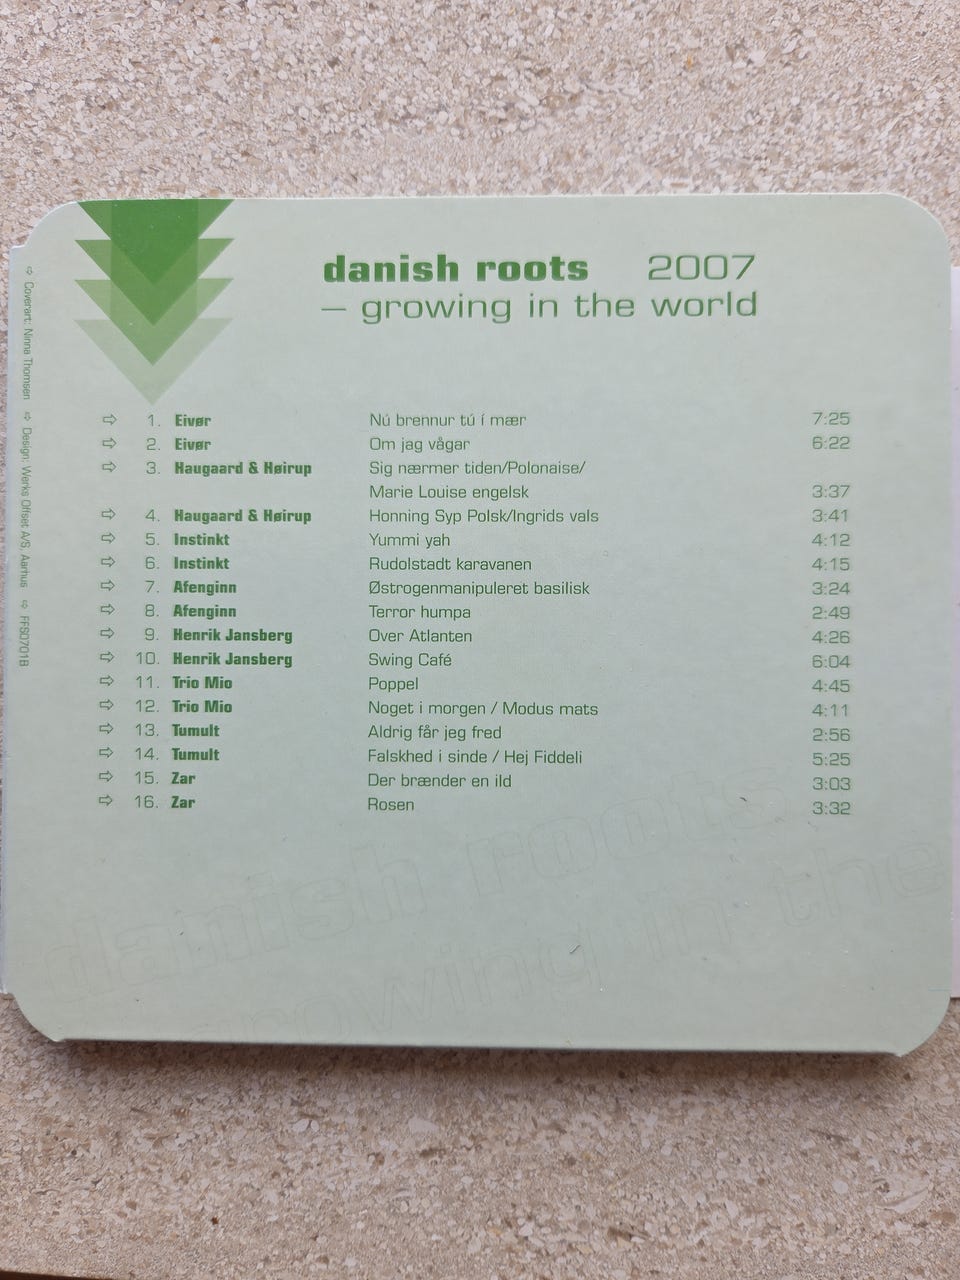 danish roots 2007
– growing in the world
⇨ 1. Eivør Nú brennur tú í mær 7:25
⇨ 2. Eivør Om jag vågar 6:22
⇨ 3. Haugaard & Høirup Sig nærmer tiden/Polonaise/
Marie Louise engelsk 3:37
⇨ 4. Haugaard & Høirup Honning Syp Polsk/Ingrids vals 3:41
⇨ 5. Instinkt Yummi yah 4:12
⇨ 6. Instinkt Rudolstadt karavanen 4:15
⇨ 7. Afenginn Østrogenmanipuleret basilisk 3:24
⇨ 8. Afenginn Terror humpa 2:49
⇨ 9. Henrik Jansberg Over Atlanten 4:26
⇨ 10. Henrik Jansberg Swing Café 6:04
⇨ 11. Trio Mio Poppel 4:45
⇨ 12. Trio Mio Noget i morgen / Modus mats 4:11
⇨ 13. Tumult Aldrig får jeg fred 2:56
⇨ 14. Tumult Falskhed i sinde / Hej Fiddeli 5:25
⇨ 15. Zar Der brænder en ild 3:03
⇨ 16. Zar Rosen 3:32
danish roots
growing in the
⇨ Coverart: Ninna Thomsen ⇨ Design: Werks Offset A/S, Aarhus ⇨ FFS0701B